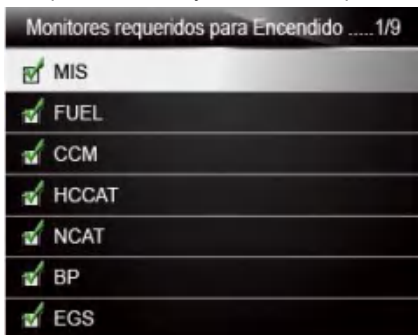 Monitores requeridos para Encendido .....1/9
MIS
FUEL
CCM
HCCAT
NCAT
BP
EGS